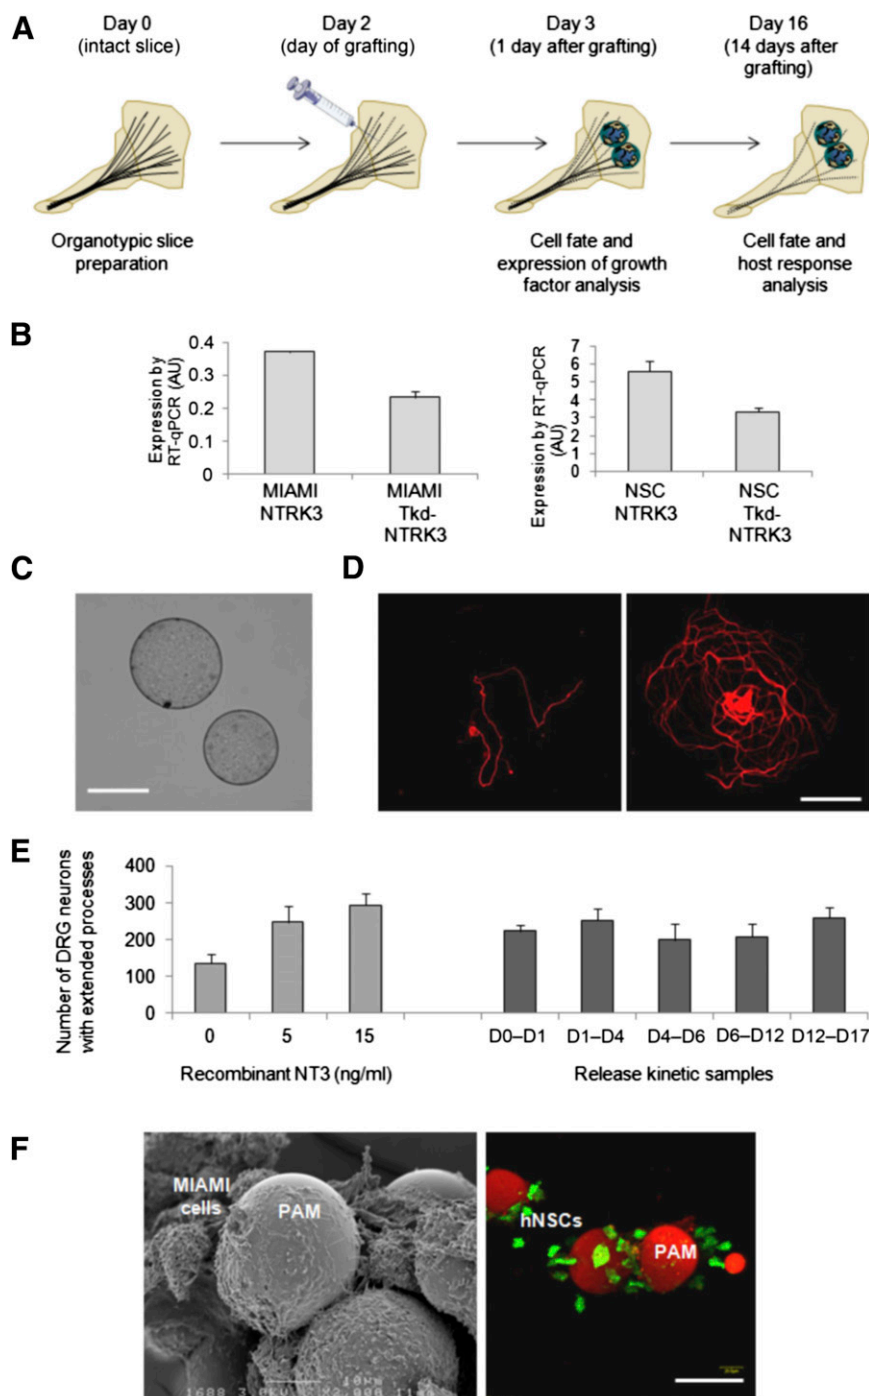 A
Day 0
(intact slice)
Day 2
(day of grafting)
Day 3
(1 day after grafting)
Day 16
(14 days after
grafting)
Organotypic slice
preparation
Cell fate and
expression of growth
factor analysis
Cell fate and
host response
analysis
B
Expression by
RT-qPCR (AU)
0.4
0.3
0.2
0.1
0
MIAMI
NTRK3
MIAMI
Tkd-
NTRK3
Expression by RT-qPCR
(AU)
7
6
5
4
3
2
1
0
NSC
NTRK3
NSC
Tkd-
NTRK3
C
D
E
Number of DRG neurons
with extended processes
400
300
200
100
0
0
5
15
D0–D1
D1–D4
D4–D6
D6–D12
D12–D17
Recombinant NT3 (ng/ml)
Release kinetic samples
F
MIAMI
cells
PAM
10µm
1688 3.0kV
hNSCs
PAM